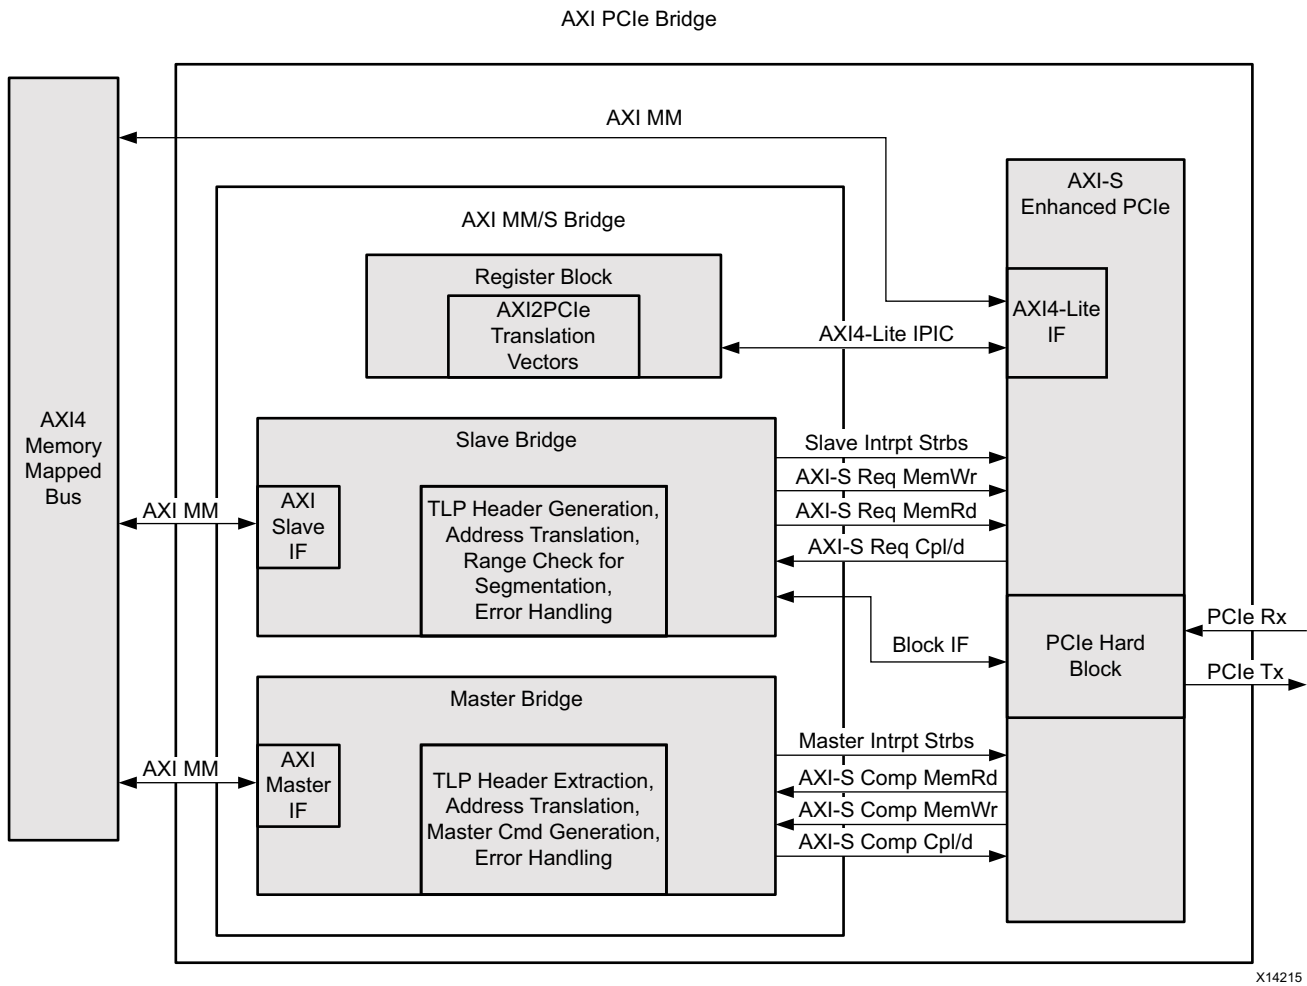 AXI PCIe Bridge
AXI MM
AXI-S
Enhanced PCIe
AXI MM/S Bridge
Register Block
AXI2PCIe
Translation
Vectors
AXI4-Lite IPIC
AXI4-Lite
IF
AXI4
Memory
Mapped
Bus
Slave Bridge
AXI MM
AXI
Slave
IF
TLP Header Generation,
Address Translation,
Range Check for
Segmentation,
Error Handling
Slave Intrpt Strbs
AXI-S Req MemWr
AXI-S Req MemRd
AXI-S Req Cpl/d
Block IF
PCIe Hard
Block
PCIe Rx
PCIe Tx
Master Bridge
AXI MM
AXI
Master
IF
TLP Header Extraction,
Address Translation,
Master Cmd Generation,
Error Handling
Master Intrpt Strbs
AXI-S Comp MemRd
AXI-S Comp MemWr
AXI-S Comp Cpl/d
X14215